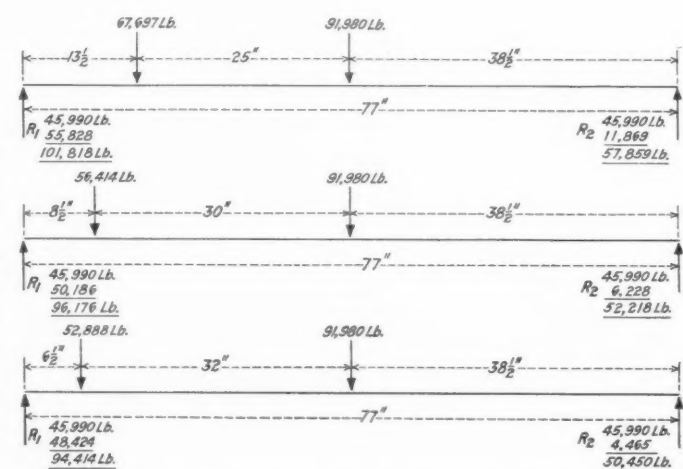 67,697 Lb. 91,980 Lb.
13½ 25" 38½"
77"
R1 45,990 Lb. R2 45,990 Lb.
55,828 11,869
101,818 Lb. 57,859 Lb.
56,414 Lb. 91,980 Lb.
8½" 30" 38½"
77"
R1 45,990 Lb. R2 45,990 Lb.
50,186 6,228
96,176 Lb. 52,218 Lb.
52,888 Lb. 91,980 Lb.
6½" 32" 38½"
77"
R1 45,990 Lb. R2 45,990 Lb.
48,424 4,465
94,414 Lb. 50,450 Lb.